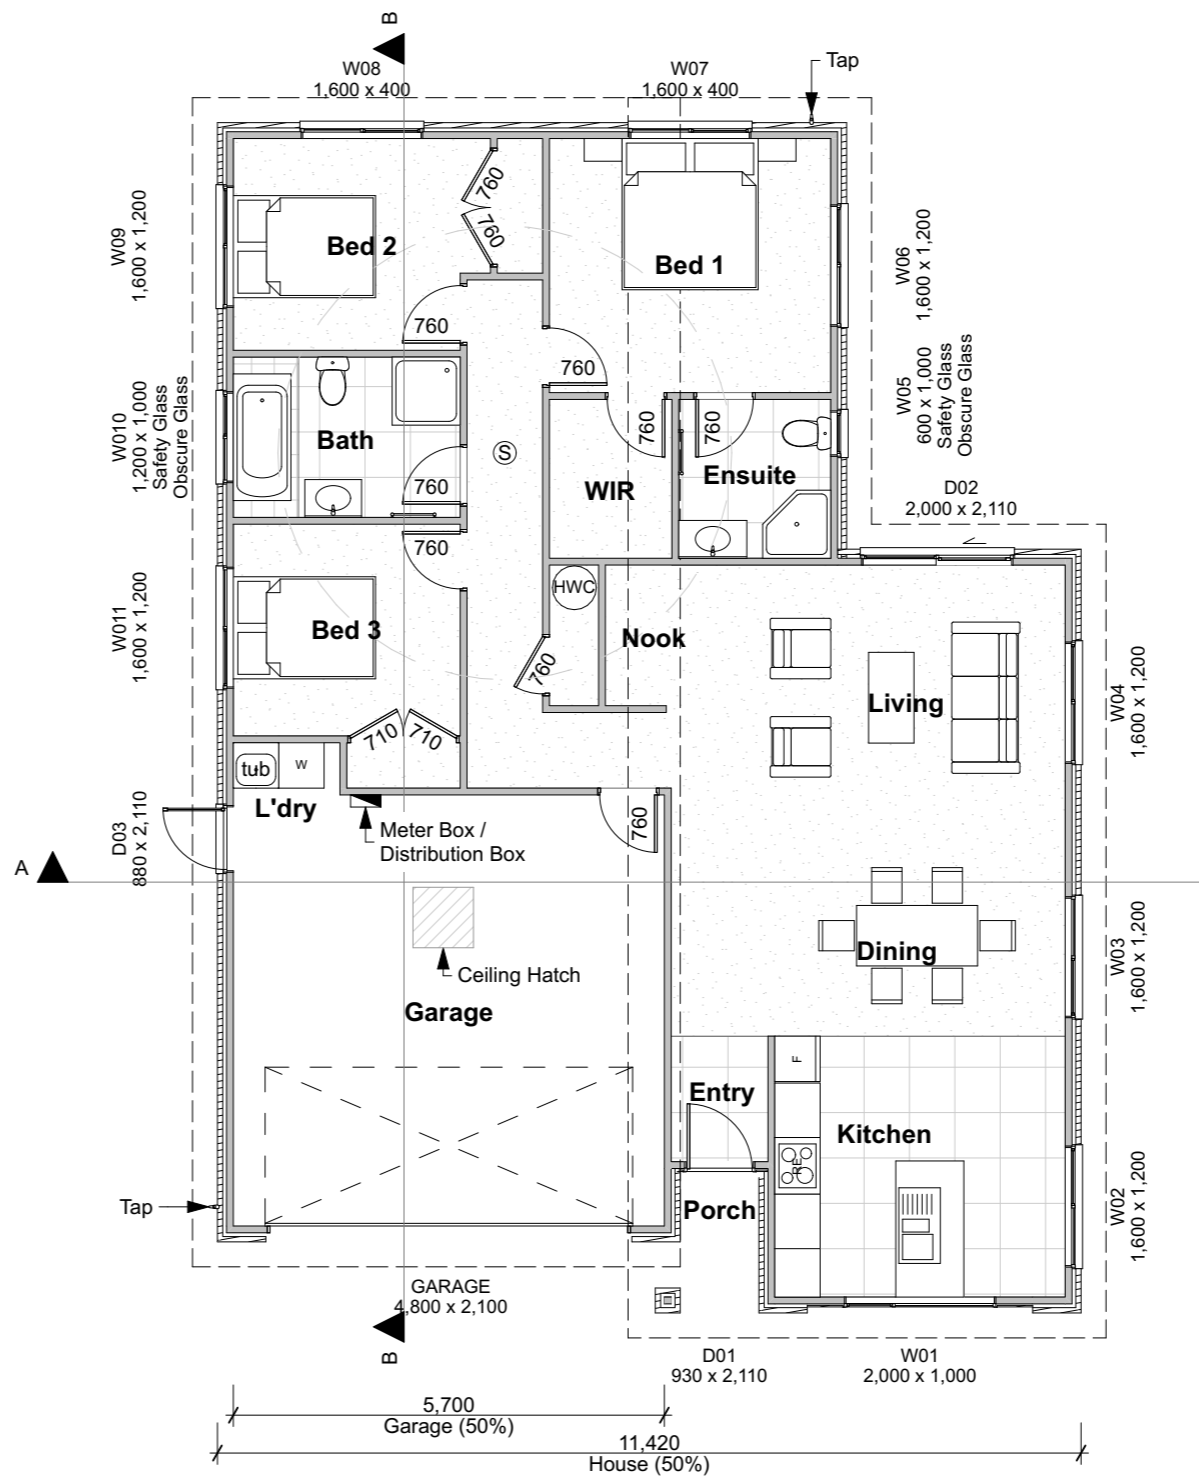 B
W08
1,600 x 400
W07
1,600 x 400
Tap
W09
1,600 x 1,200
760
760
Bed 2
Bed 1
W06
1,600 x 1,200
760
760
W010
1,200 x 1,000
Safety Glass
Obscure Glass
W05
600 x 1,000
Safety Glass
Obscure Glass
760
760
Bath
S
Ensuite
WIR
760
D02
2,000 x 2,110
760
HWC
W011
1,600 x 1,200
Bed 3
Nook
760
Living
W04
1,600 x 1,200
710
710
tub
W
L'dry
D03
880 x 2,110
Meter Box /
Distribution Box
760
A
Ceiling Hatch
Garage
Dining
W03
1,600 x 1,200
F
Entry
Kitchen
RE
Tap
Porch
W02
1,600 x 1,200
GARAGE
4,800 x 2,100
B
D01
930 x 2,110
W01
2,000 x 1,000
5,700
Garage (50%)
11,420
House (50%)